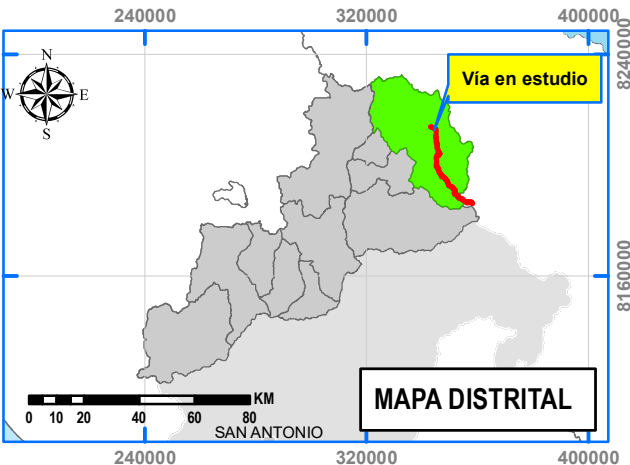 240000 320000 400000
8240000
N
W E
S
Vía en estudio
8160000
KM
0 10 20 40 60 80
SAN ANTONIO
MAPA DISTRITAL
240000 320000 400000